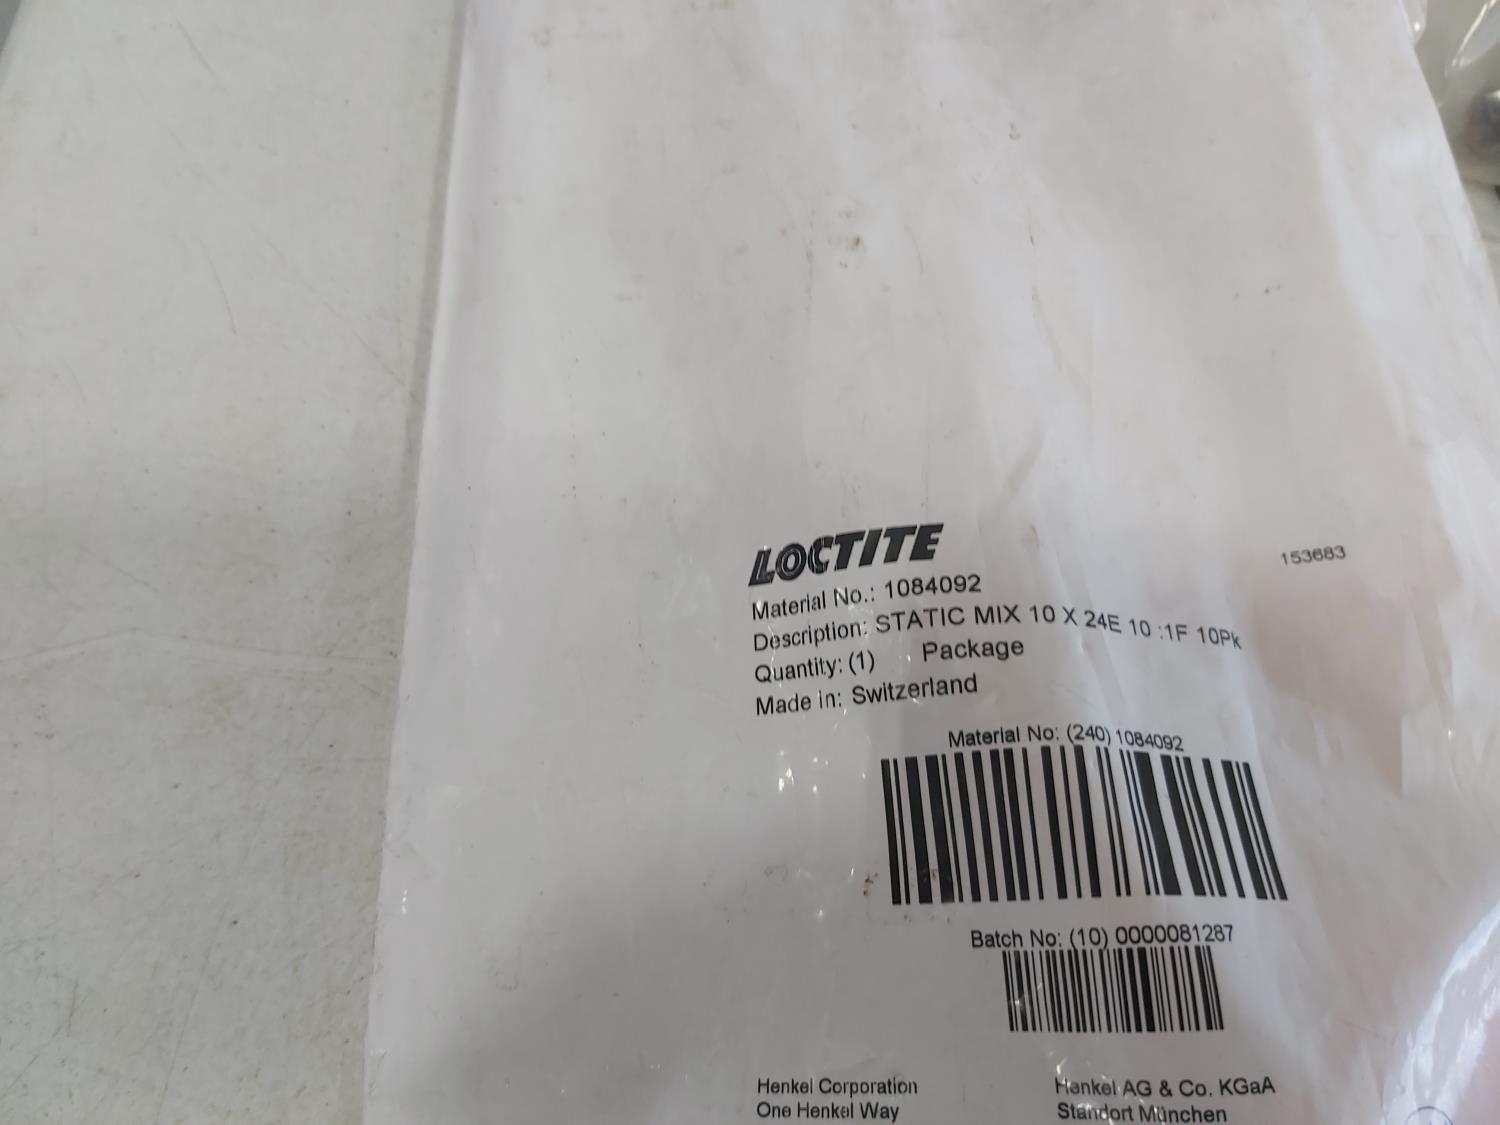 LOCTITE
153683
Material No.: 1084092
Description: STATIC MIX 10 X 24E 10 :1F 10Pk
Quantity: (1) Package
Made in: Switzerland
Material No: (240) 1084092
Batch No: (10) 0000081287
Henkel Corporation
One Henkel Way
Henkel AG & Co. KGaA
Standort München